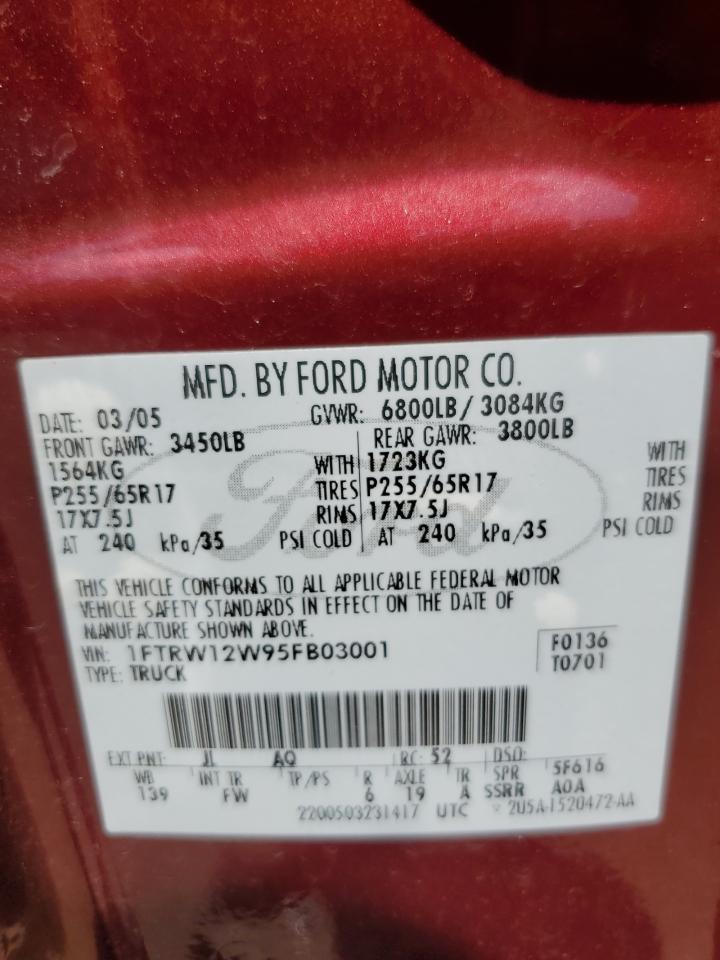 MFD. BY FORD MOTOR CO.
DATE: 03/05 GVWR: 6800LB/ 3084KG
FRONT GAWR: 3450LB REAR GAWR: 3800LB
1564KG WITH 1723KG WITH
P255/65R17 TIRES P255/65R17 TIRES
17X7.5J RIMS 17X7.5J RIMS
AT 240 kPa/35 PSI COLD AT 240 kPa/35 PSI COLD
Ford
THIS VEHICLE CONFORMS TO ALL APPLICABLE FEDERAL MOTOR
VEHICLE SAFETY STANDARDS IN EFFECT ON THE DATE OF
MANUFACTURE SHOWN ABOVE.
VIN: 1FTRW12W95FB03001 F0136
TYPE: TRUCK T0701
EXT PNT: JL AQ RC: 52 DSO:
WB INT TR TP/PS R AXLE TR SPR 5F616
139 FW 6 19 A SSRR AOA
2200503231417 UTC 2U5A-1520472-AA